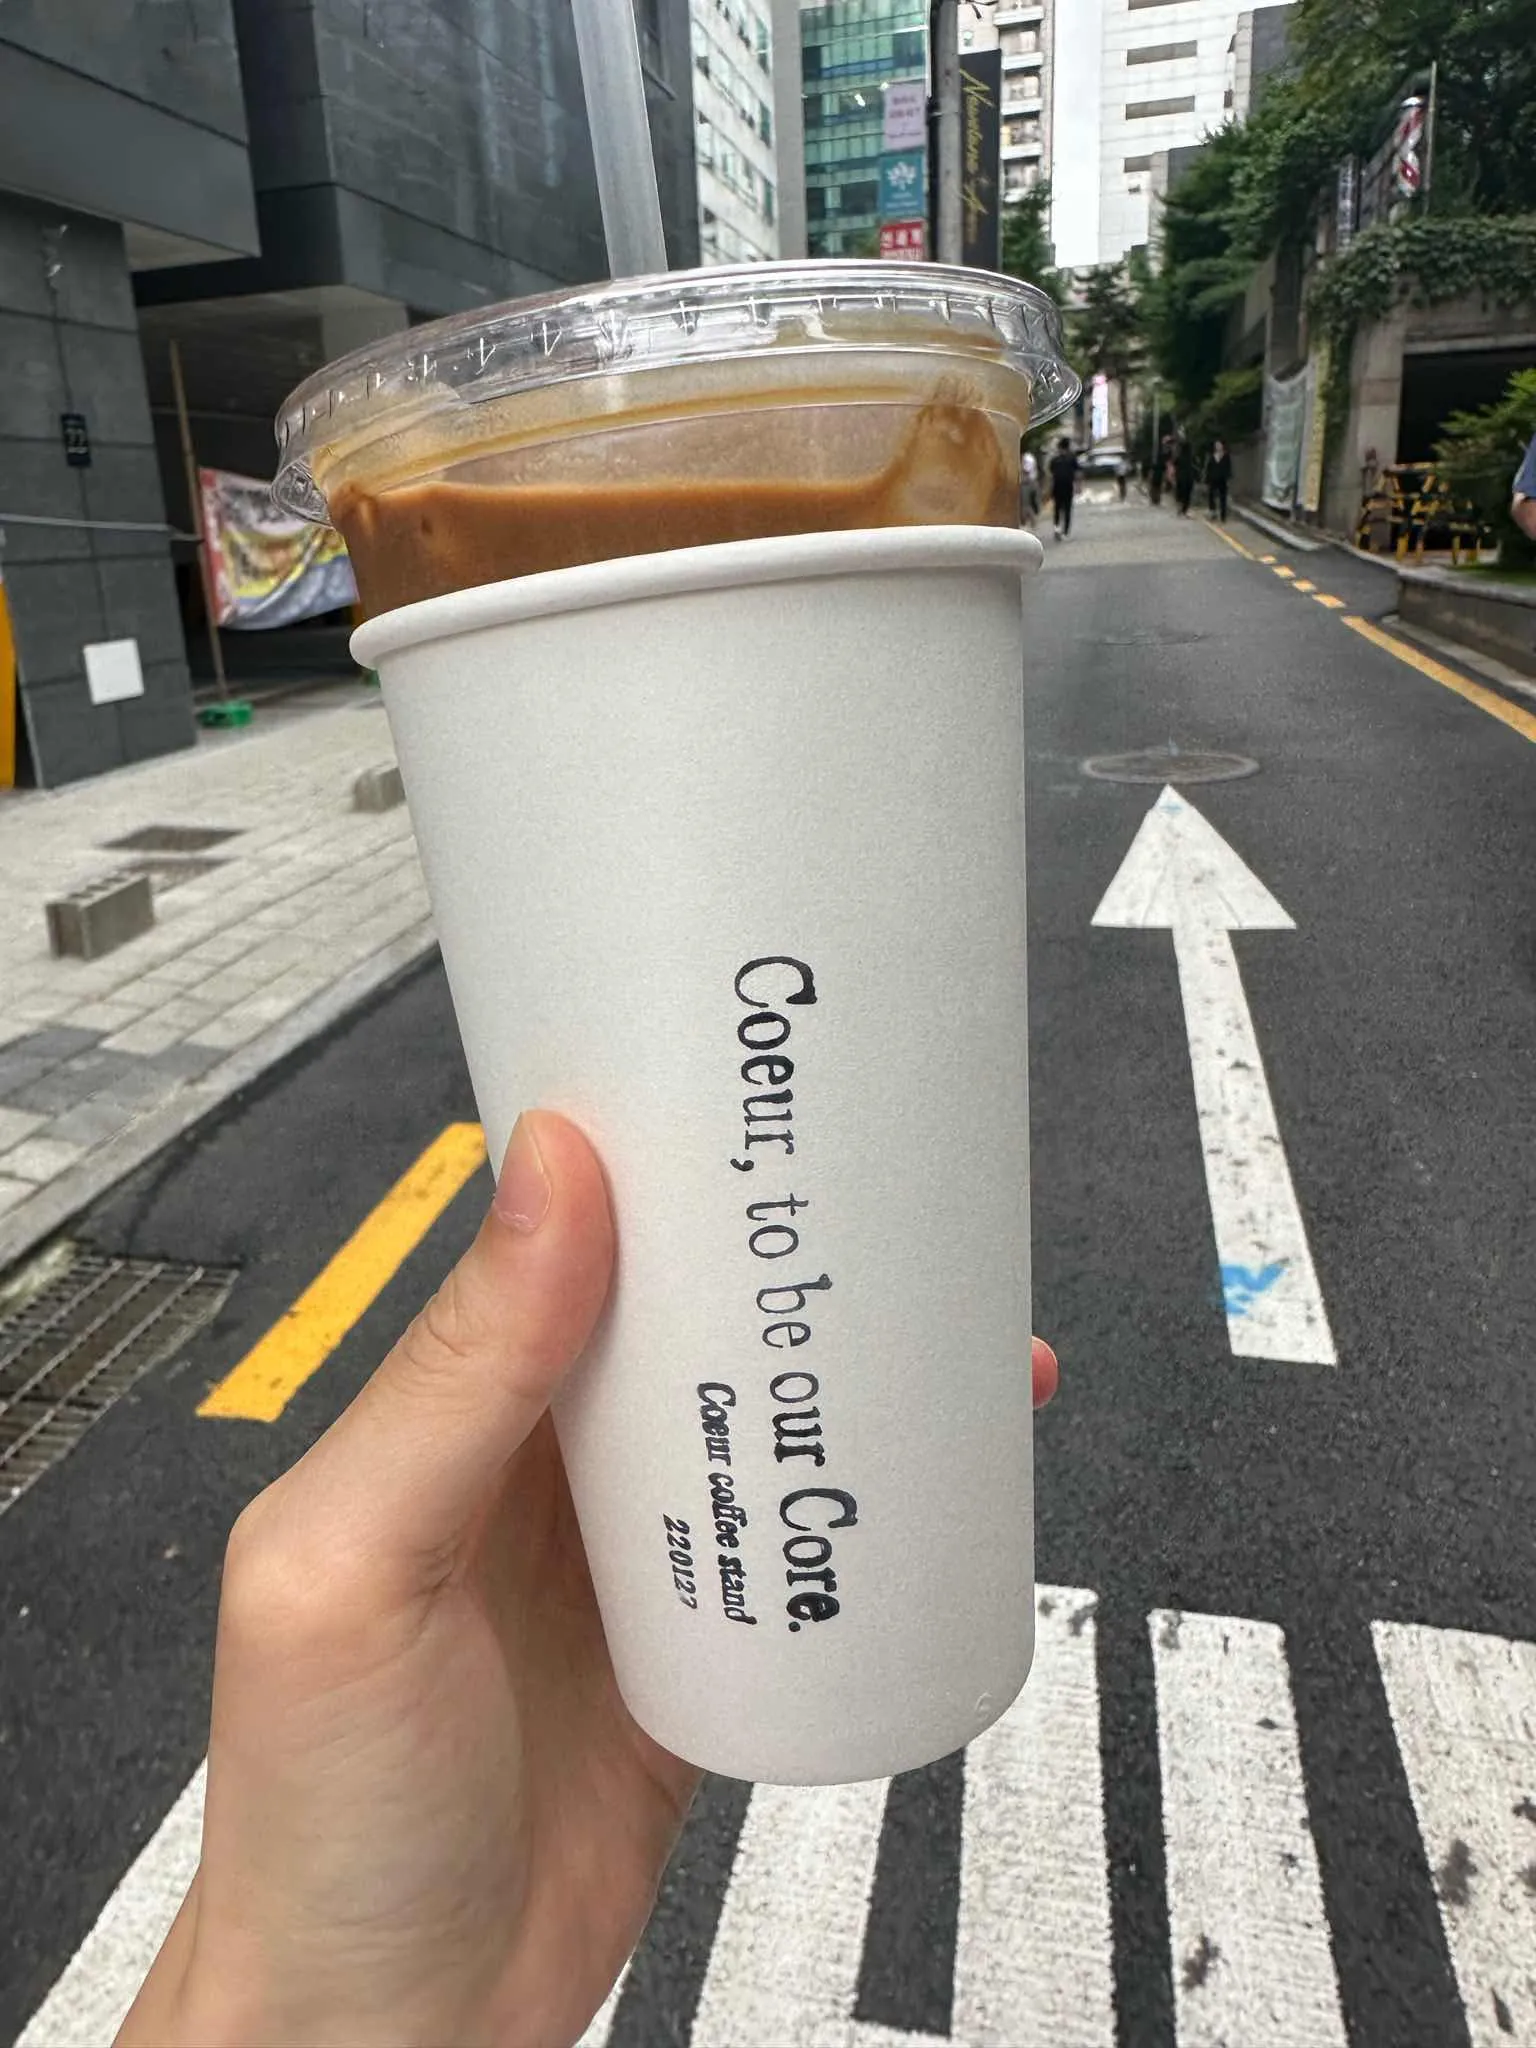 Coeur, to be our Core.
Coeur coffee stand
220127